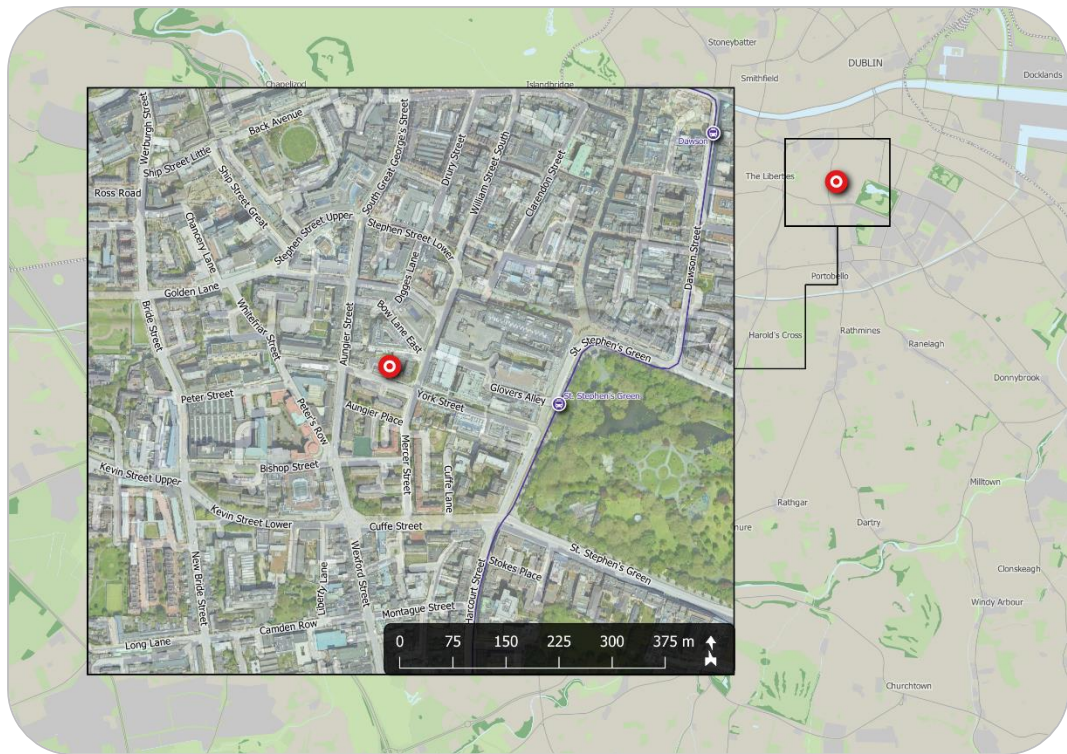 Stoneybatter
DUBLIN
Smithfield
Docklands
Chapelizod
Islandbridge
The Liberties
Portobello
Harold's Cross
Rathmines
Ranelagh
Donnybrook
Milltown
Rathgar
Dartry
nure
Clonskeagh
Windy Arbour
Churchtown
Werburgh Street
Back Avenue
Ship Street Little
Ross Road
Ship Street Great
South Great George's Street
Drury Street
William Street South
Clarendon Street
Dawson
Dawson Street
Chancery Lane
Stephen Street Upper
Stephen Street Lower
Digges Lane
Golden Lane
Bride Street
Whitefriar Street
Bow Lane East
Aungier Street
St. Stephen's Green
Glovers Alley
St. Stephen's Green
York Street
Peter Street
Peter's Row
Aungier Place
Mercer Street
Cuffe Lane
Bishop Street
Kevin Street Upper
Kevin Street Lower
Cuffe Street
St. Stephen's Green
Stokes Place
New Bride Street
Liberty Lane
Wexford Street
Harcourt Street
Montague Street
Camden Row
Long Lane
0 75 150 225 300 375 m